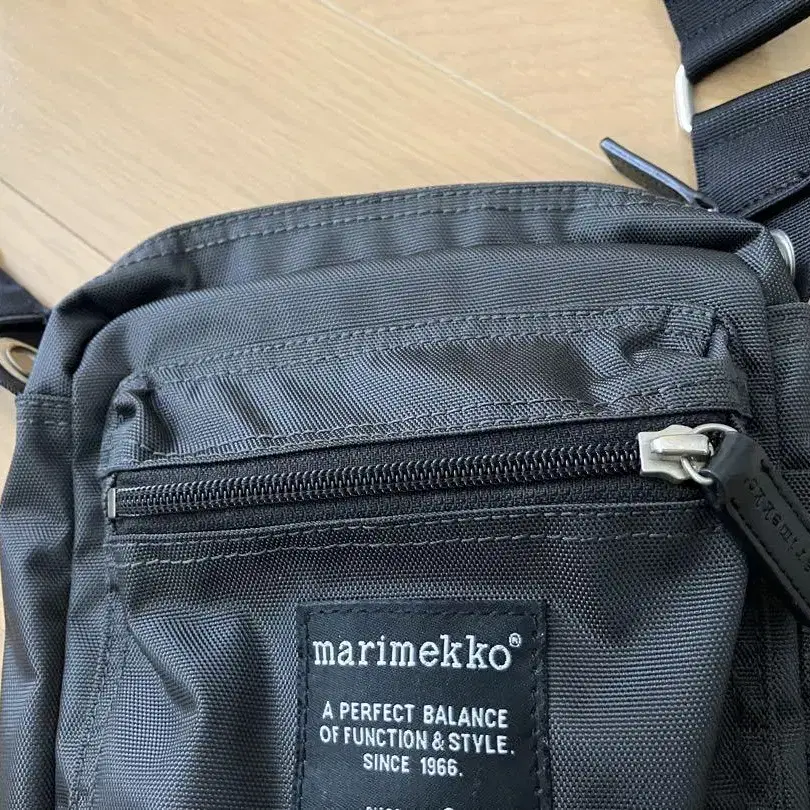 marimekko®
A PERFECT BALANCE
OF FUNCTION & STYLE.
SINCE 1966.